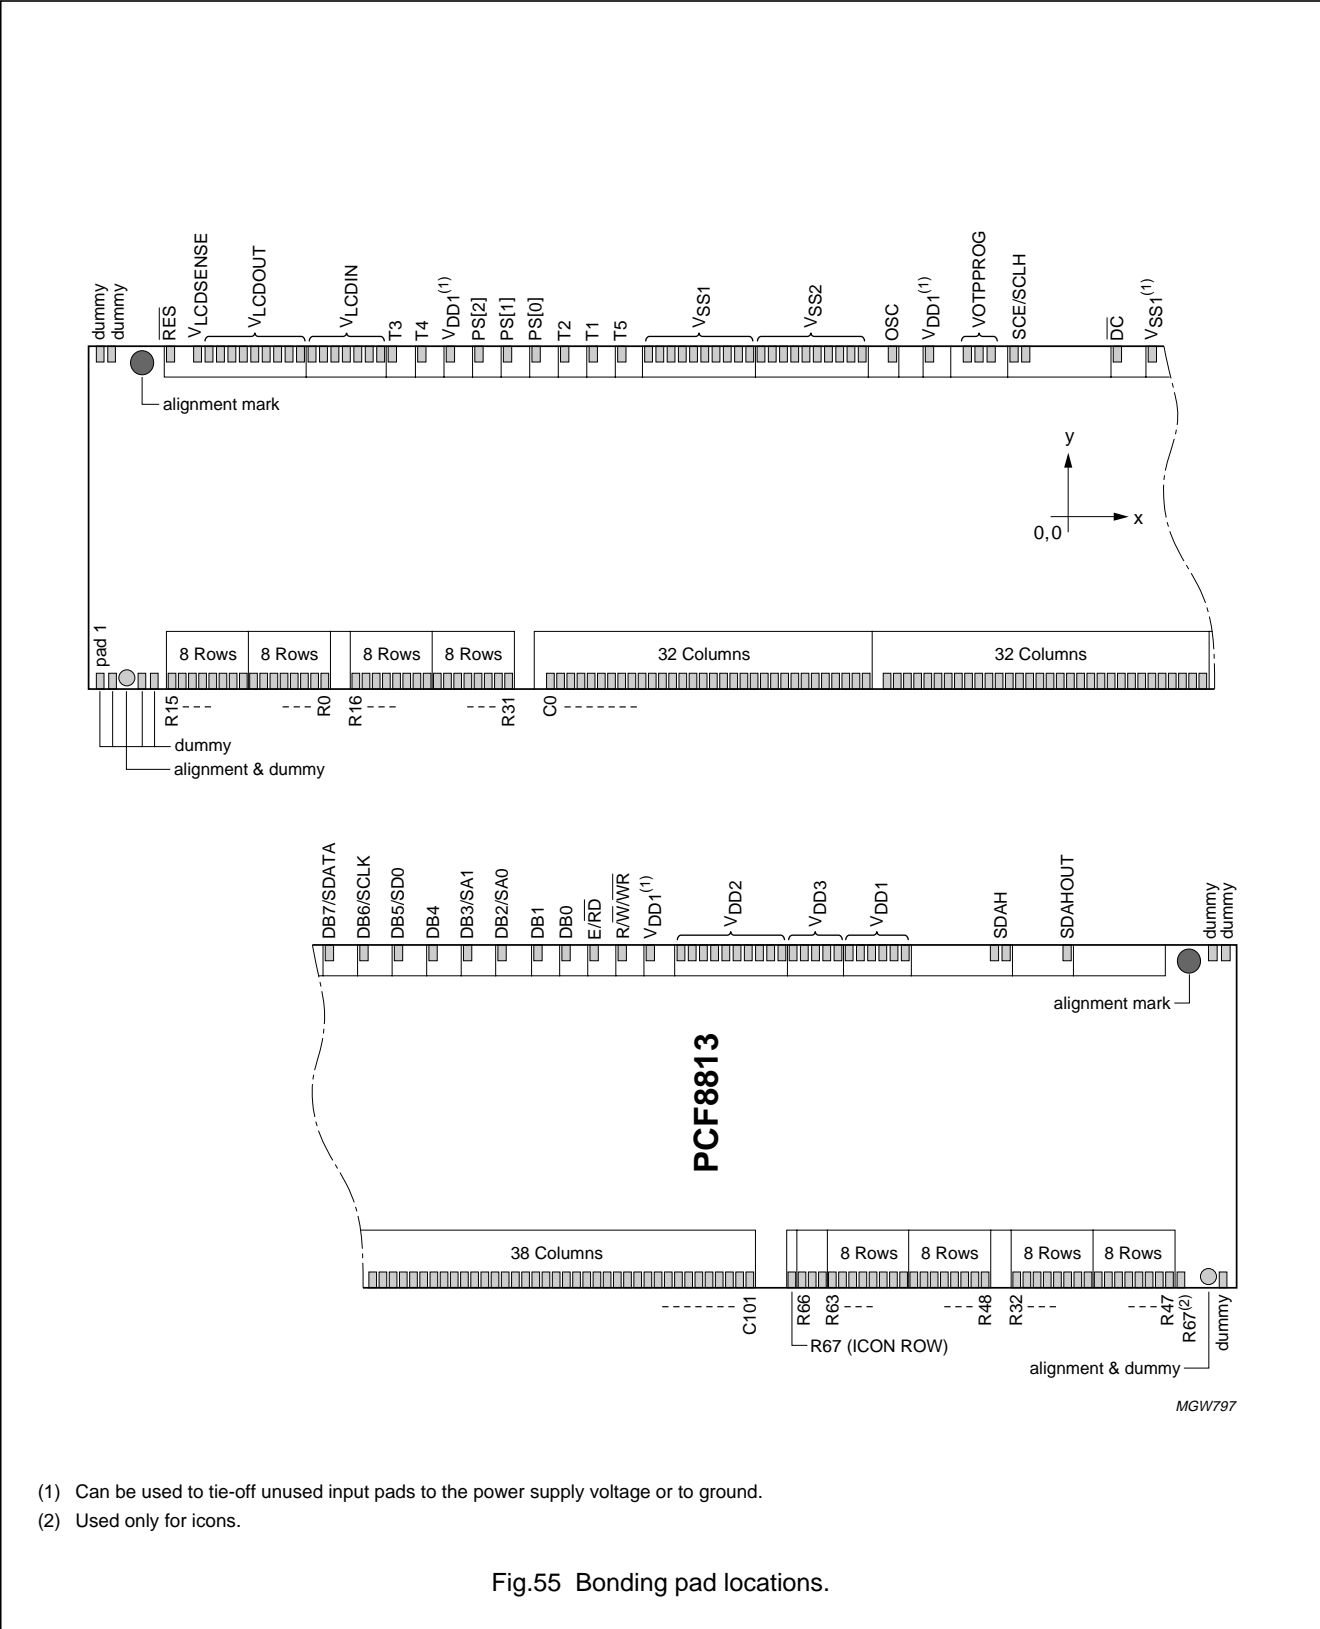 dummy
dummy
RES
VLCDSENSE
VLCDOUT
VLCDIN
T3
T4
VDD1(1)
PS[2]
PS[1]
PS[0]
T2
T1
T5
VSS1
VSS2
OSC
VDD1(1)
VOTPPROG
SCE/SCLH
DC
VSS1(1)
alignment mark
y
x
0,0
pad 1
8 Rows
8 Rows
8 Rows
8 Rows
32 Columns
32 Columns
R15
R0
R16
R31
C0
dummy
alignment & dummy
DB7/SDATA
DB6/SCLK
DB5/SD0
DB4
DB3/SA1
DB2/SA0
DB1
DB0
E/RD
R/W/WR
VDD1(1)
VDD2
VDD3
VDD1
SDAH
SDAHOUT
dummy
dummy
alignment mark
PCF8813
38 Columns
8 Rows
8 Rows
8 Rows
8 Rows
C101
R66
R63
R48
R32
R47
R67(2)
dummy
R67 (ICON ROW)
alignment & dummy
MGW797
(1) Can be used to tie-off unused input pads to the power supply voltage or to ground.
(2) Used only for icons.
Fig.55 Bonding pad locations.